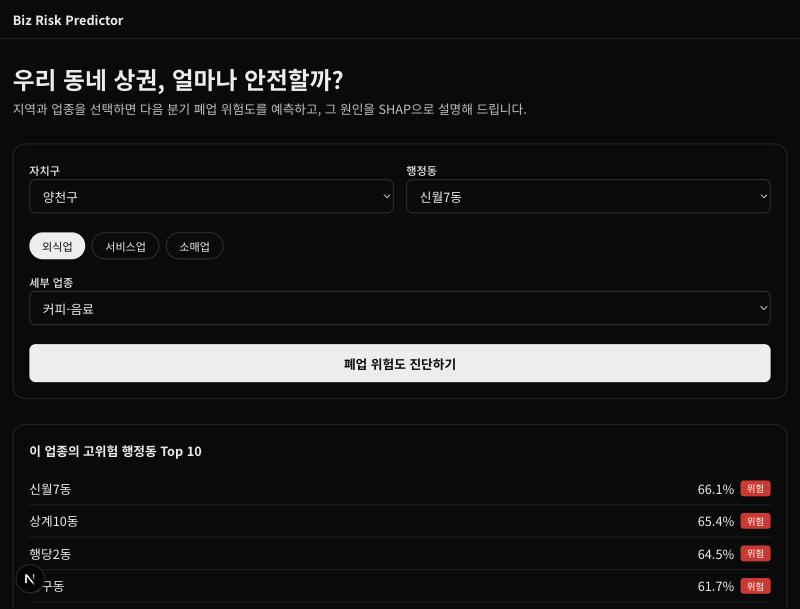 Biz Risk Predictor
우리 동네 상권, 얼마나 안전할까?
지역과 업종을 선택하면 다음 분기 폐업 위험도를 예측하고, 그 원인을 SHAP으로 설명해 드립니다.
자치구 행정동
양천구 신월7동
외식업 서비스업 소매업
세부 업종
커피-음료
폐업 위험도 진단하기
이 업종의 고위험 행정동 Top 10
신월7동 66.1% 위험
상계10동 65.4% 위험
행당2동 64.5% 위험
N 구동 61.7% 위험